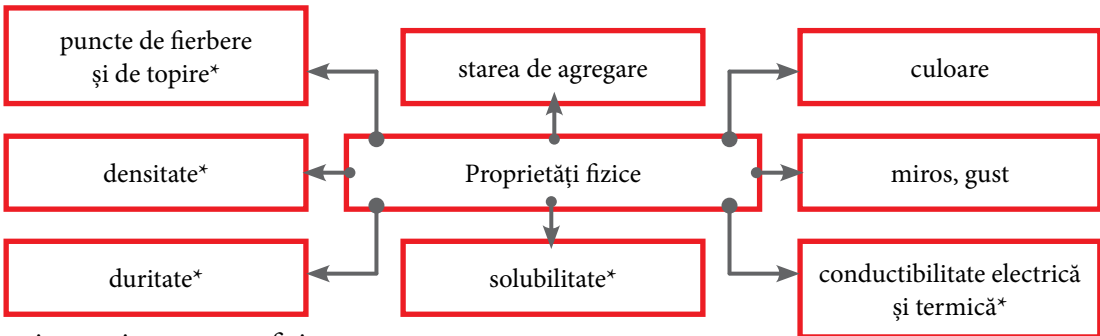 puncte de fierbere
și de topire*
starea de agregare
culoare
densitate*
Proprietăți fizice
miros, gust
duritate*
solubilitate*
conductibilitate electrică
și termică*